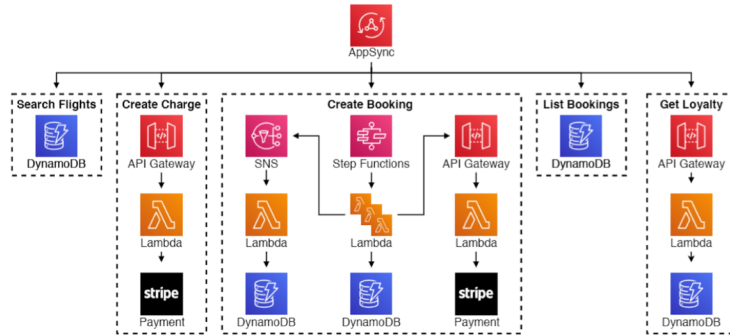 AppSync
Search Flights
DynamoDB
Create Charge
API Gateway
Lambda
stripe
Payment
Create Booking
SNS
Step Functions
API Gateway
Lambda
Lambda
Lambda
DynamoDB
DynamoDB
stripe
Payment
List Bookings
DynamoDB
Get Loyalty
API Gateway
Lambda
DynamoDB